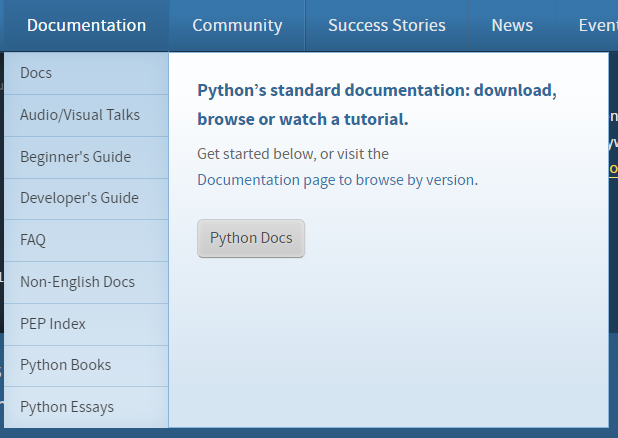 Documentation Community Success Stories News
Docs
Audio/Visual Talks
Beginner's Guide
Developer's Guide
FAQ
Non-English Docs
PEP Index
Python Books
Python Essays
Python’s standard documentation: download,
browse or watch a tutorial.
Get started below, or visit the
Documentation page to browse by version.
Python Docs